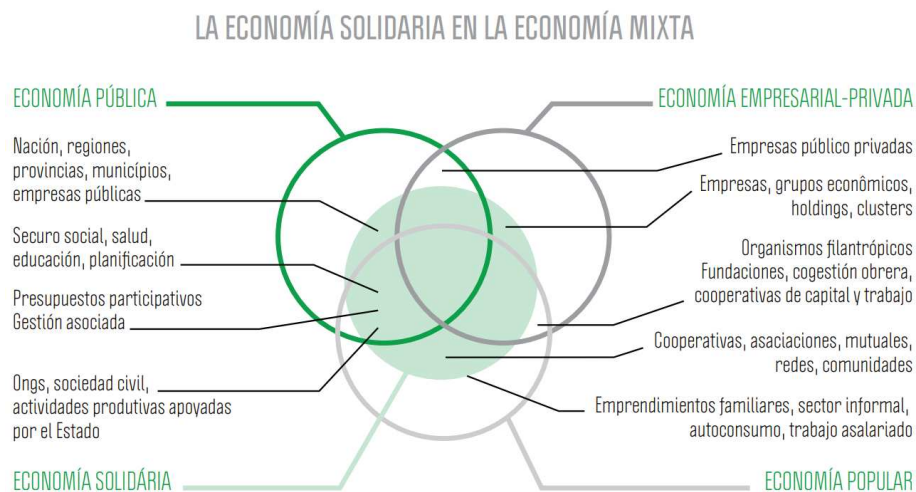 LA ECONOMÍA SOLIDARIA EN LA ECONOMÍA MIXTA
ECONOMÍA PÚBLICA
Nación, regiones,
provincias, municípios,
empresas públicas
Securo social, salud,
educación, planificación
Presupuestos participativos
Gestión asociada
Ongs, sociedad civil,
actividades produtivas apoyadas
por el Estado
ECONOMÍA SOLIDÁRIA
ECONOMÍA EMPRESARIAL-PRIVADA
Empresas público privadas
Empresas, grupos econômicos,
holdings, clusters
Organismos filantrópicos
Fundaciones, cogestión obrera,
cooperativas de capital y trabajo
Cooperativas, asaciaciones, mutuales,
redes, comunidades
Emprendimientos familiares, sector informal,
autoconsumo, trabajo asalariado
ECONOMÍA POPULAR